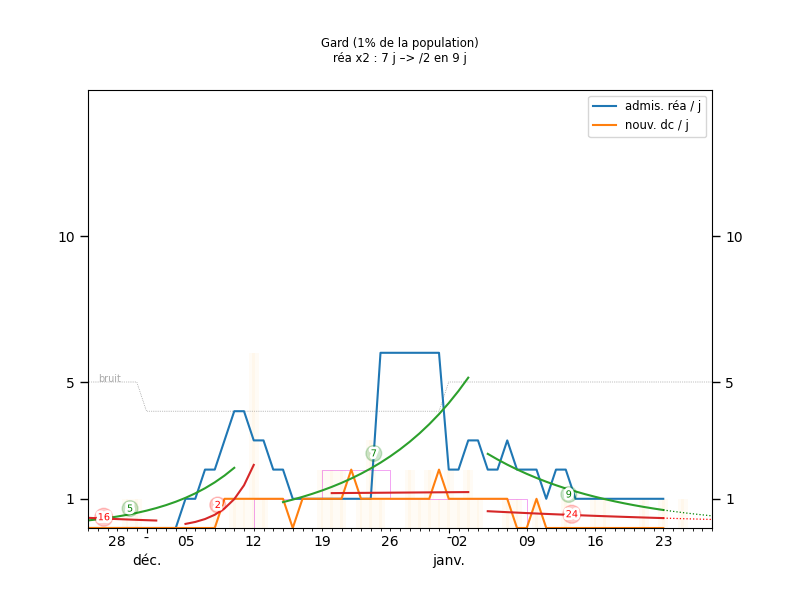 Gard (1% de la population)
réa x2 : 7 j –> /2 en 9 j
admis. réa / j
nouv. dc / j
10 10
bruit
5 5
7
9
1 1
5
2
16
24
28 - 05 12 19 26 02 09 16 23
déc. janv.